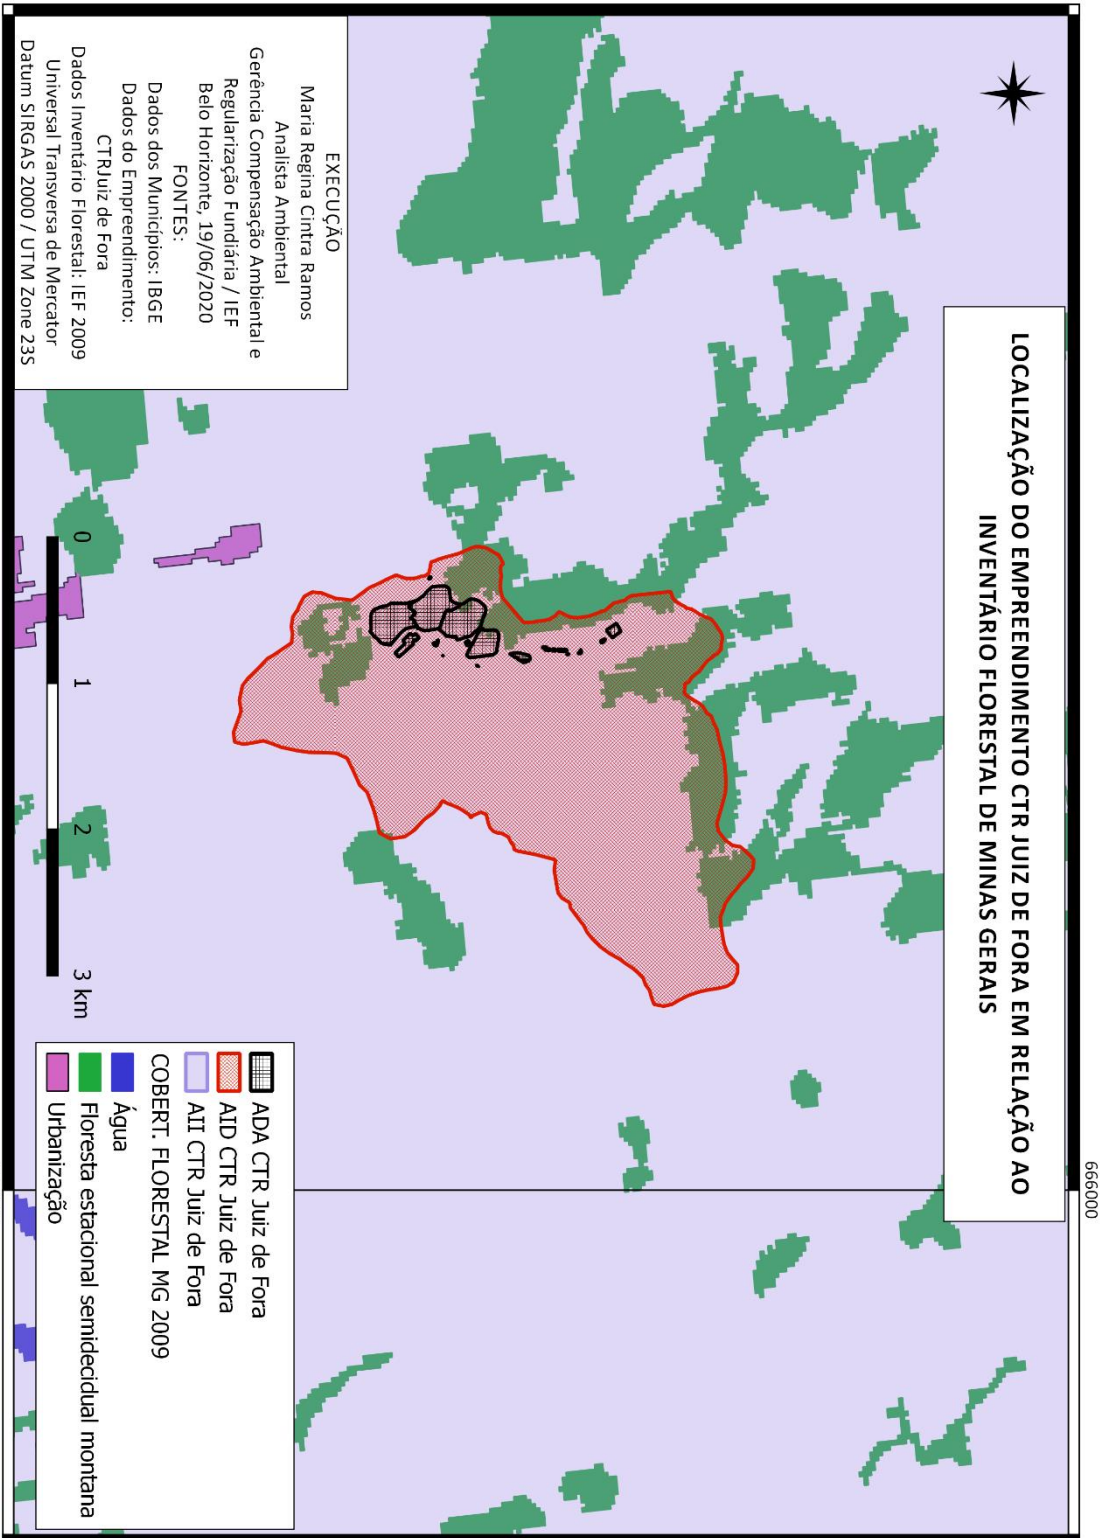 LOCALIZAÇÃO DO EMPREENDIMENTO CTR JUIZ DE FORA EM RELAÇÃO AO
INVENTÁRIO FLORESTAL DE MINAS GERAIS
666000
EXECUÇÃO
Maria Regina Cintra Ramos
Analista Ambiental
Gerência Compensação Ambiental e
Regularização Fundiária / IEF
Belo Horizonte, 19/06/2020
FONTES:
Dados dos Municípios: IBGE
Dados do Empreendimento:
CTRJuiz de Fora
Dados Inventário Florestal: IEF 2009
Universal Transversa de Mercator
Datum SIRGAS 2000 / UTM Zone 23S
0 1 2 3 km
ADA CTR Juiz de Fora
AID CTR Juiz de Fora
AII CTR Juiz de Fora
COBERT. FLORESTAL MG 2009
Água
Floresta estacional semidecidual montana
Urbanização